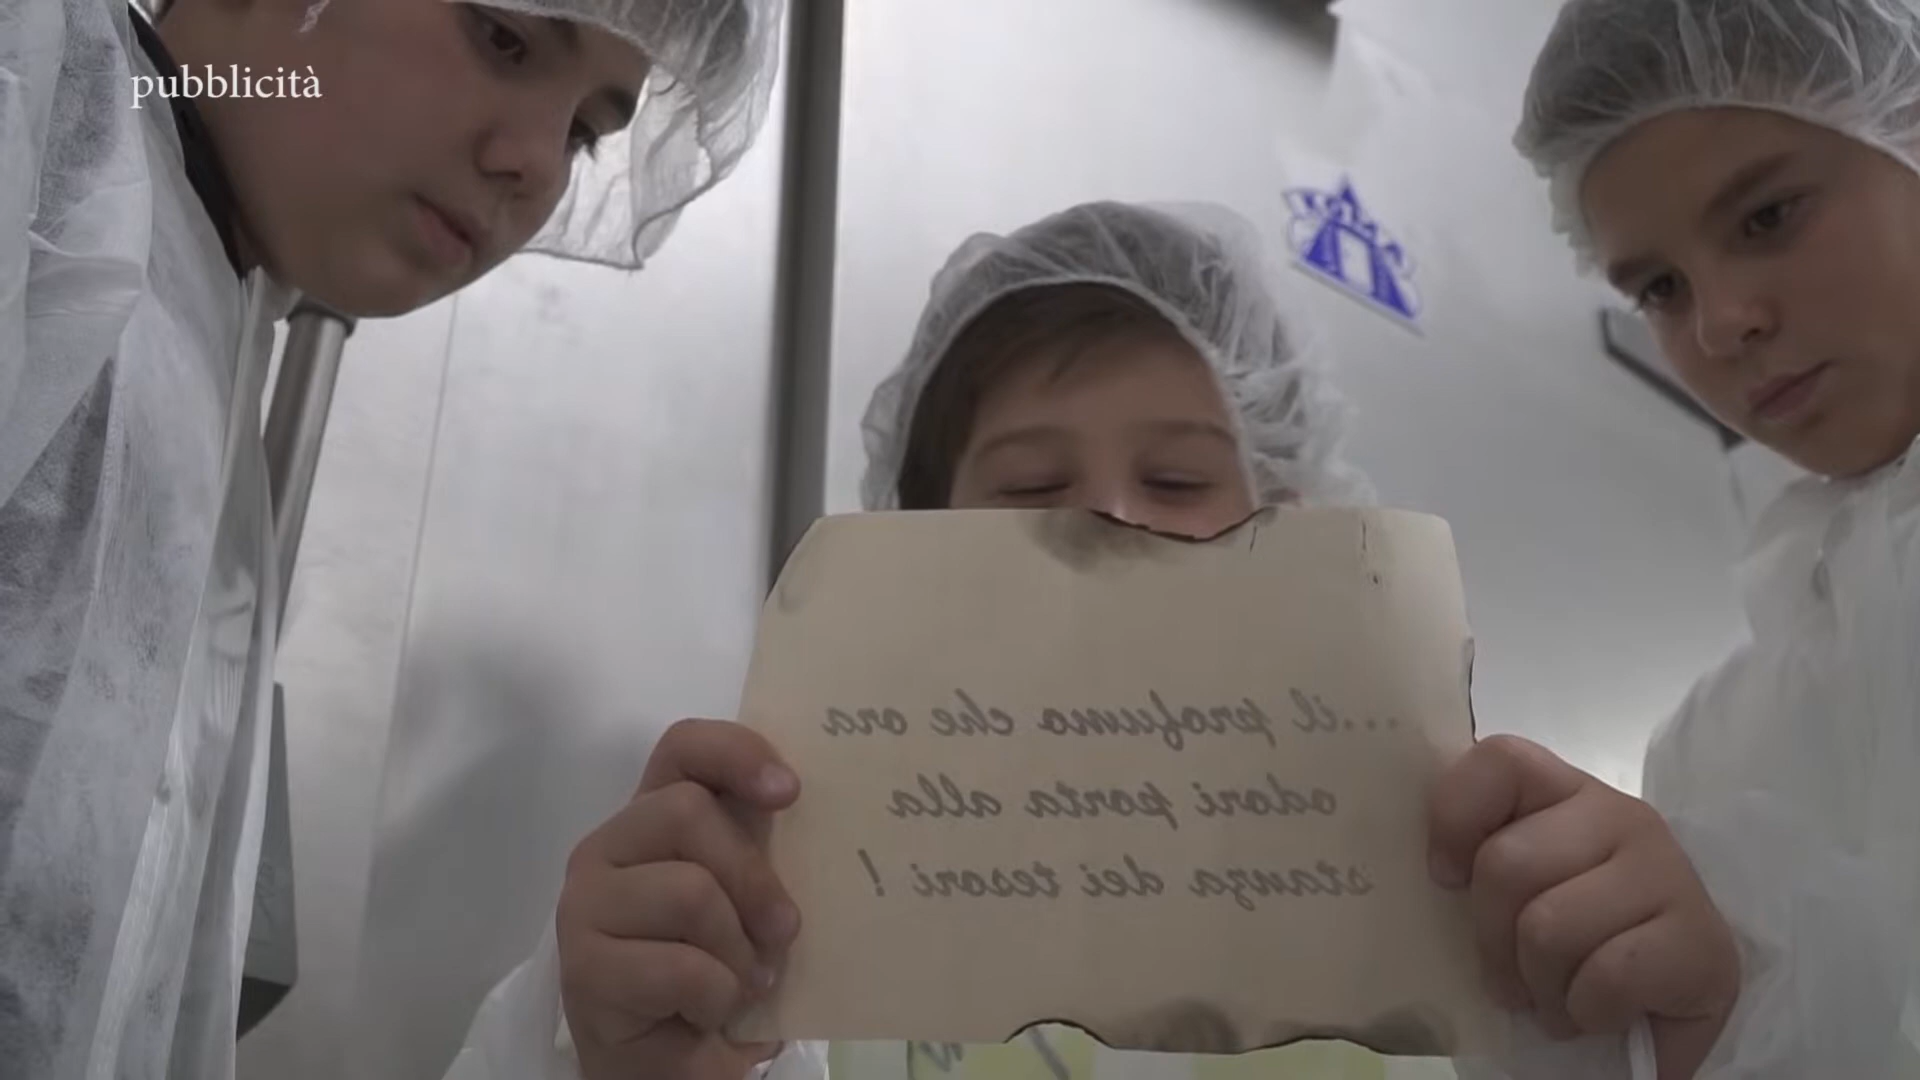 pubblicità
...il profumo che ora
odori porta alla
stanza dei tesori !